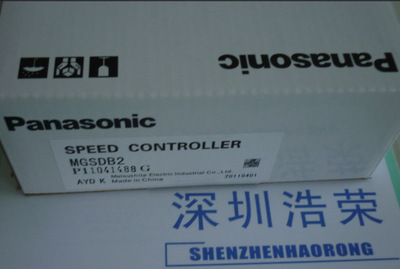 Panasonic
Panasonic
SPEED CONTROLLER
MGSDB2
P11041488 G
Matsushita Electric Industrial Co., Ltd.
AYD K Made in China 20110401
深圳浩荣
SHENZHENHAORONG